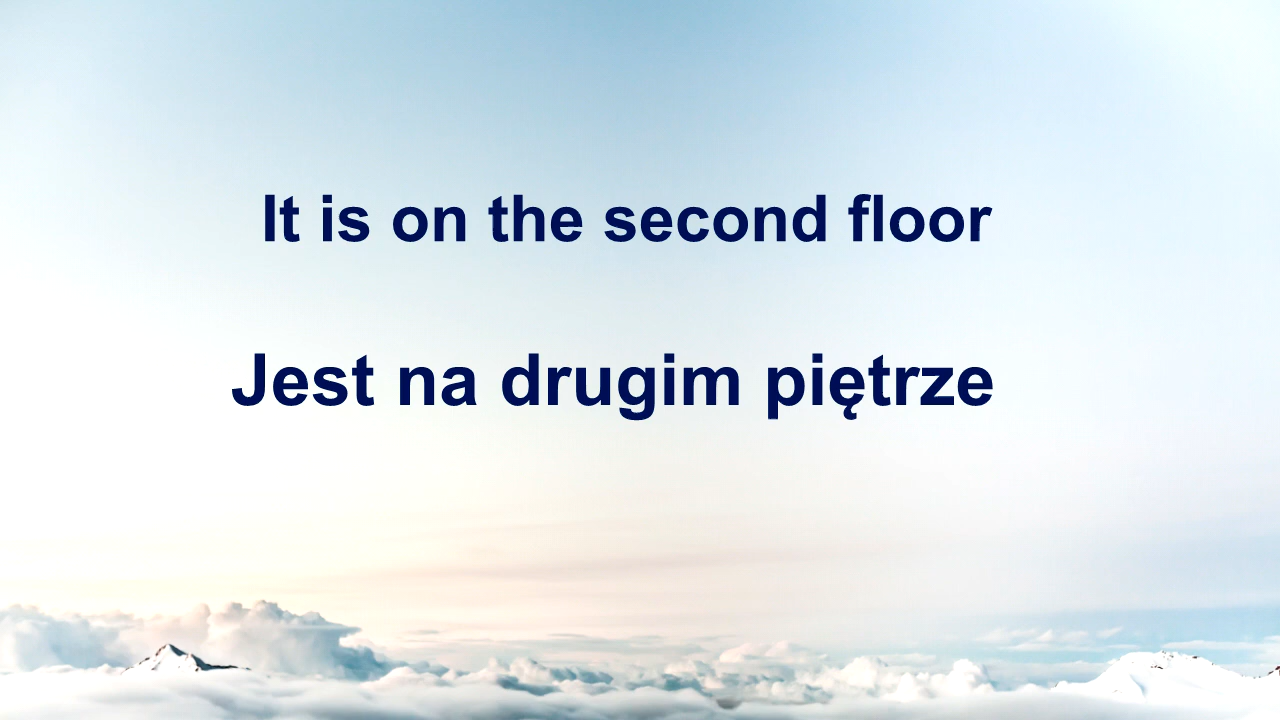 It is on the second floor
Jest na drugim piętrze